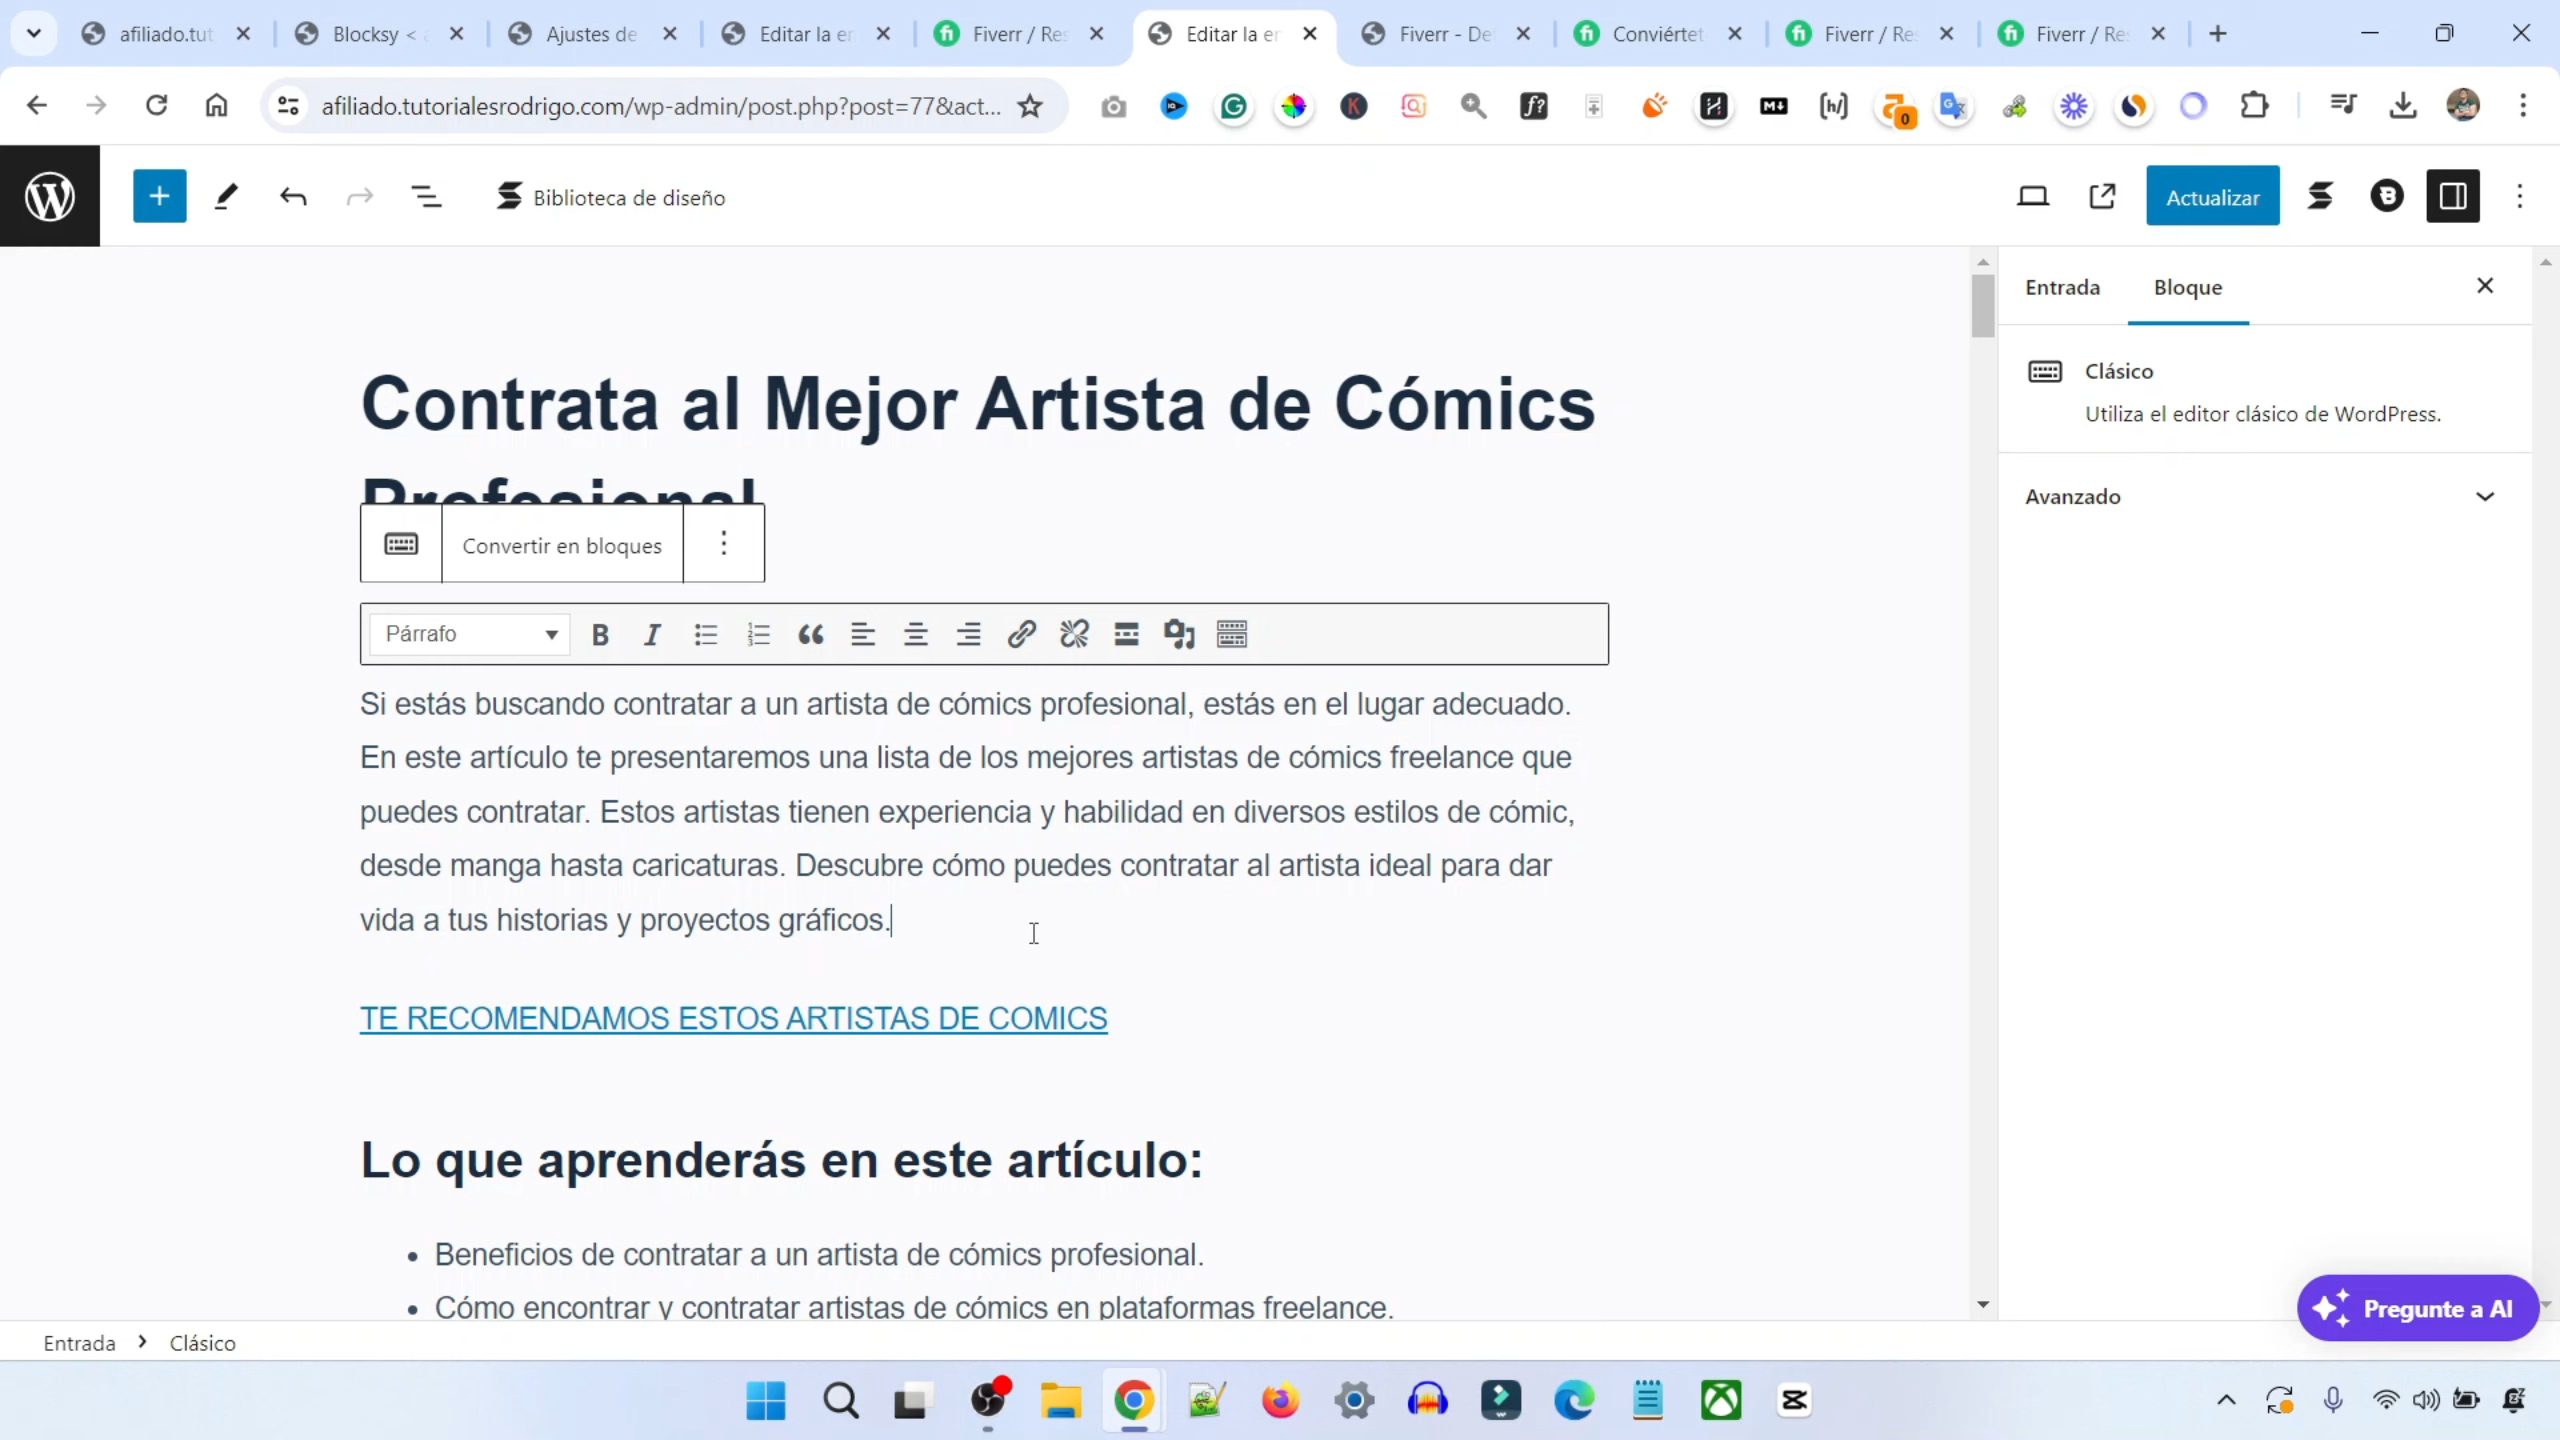 afiliado.tut
Blocksy <
Ajustes de
Editar la er
Fiverr / Re
Editar la er
Fiverr - De
Conviértet
Fiverr / Re
Fiverr / Re
afiliado.tutorialesrodrigo.com/wp-admin/post.php?post=77&act...
Biblioteca de diseño
Actualizar
Entrada
Bloque
Clásico
Utiliza el editor clásico de WordPress.
Avanzado
Contrata al Mejor Artista de Cómics
Profesional
Convertir en bloques
Párrafo
Si estás buscando contratar a un artista de cómics profesional, estás en el lugar adecuado.
En este artículo te presentaremos una lista de los mejores artistas de cómics freelance que
puedes contratar. Estos artistas tienen experiencia y habilidad en diversos estilos de cómic,
desde manga hasta caricaturas. Descubre cómo puedes contratar al artista ideal para dar
vida a tus historias y proyectos gráficos.
TE RECOMENDAMOS ESTOS ARTISTAS DE COMICS
Lo que aprenderás en este artículo:
• Beneficios de contratar a un artista de cómics profesional.
• Cómo encontrar y contratar artistas de cómics en plataformas freelance.
Pregunte a AI
Entrada > Clásico